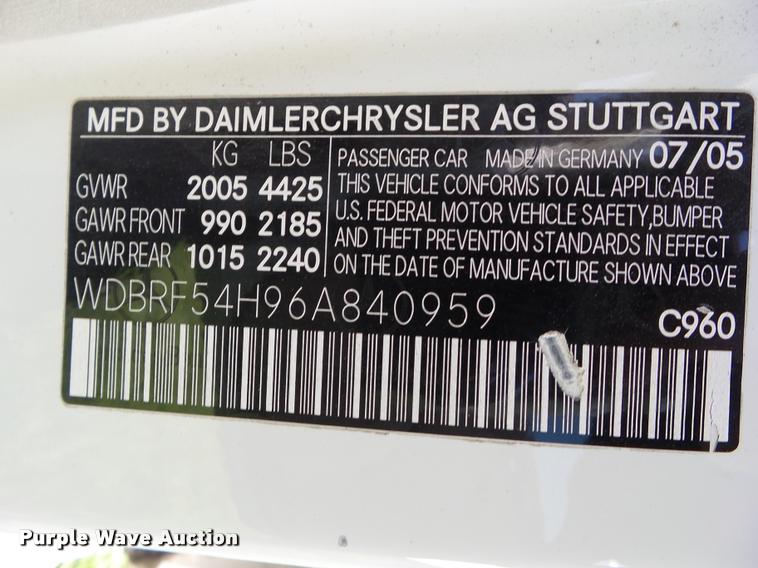 MFD BY DAIMLERCHRYSLER AG STUTTGART
KG LBS
GVWR 2005 4425
GAWR FRONT 990 2185
GAWR REAR 1015 2240
PASSENGER CAR MADE IN GERMANY 07/05
THIS VEHICLE CONFORMS TO ALL APPLICABLE
U.S. FEDERAL MOTOR VEHICLE SAFETY,BUMPER
AND THEFT PREVENTION STANDARDS IN EFFECT
ON THE DATE OF MANUFACTURE SHOWN ABOVE
WDBRF54H96A840959
C960
Purple Wave Auction